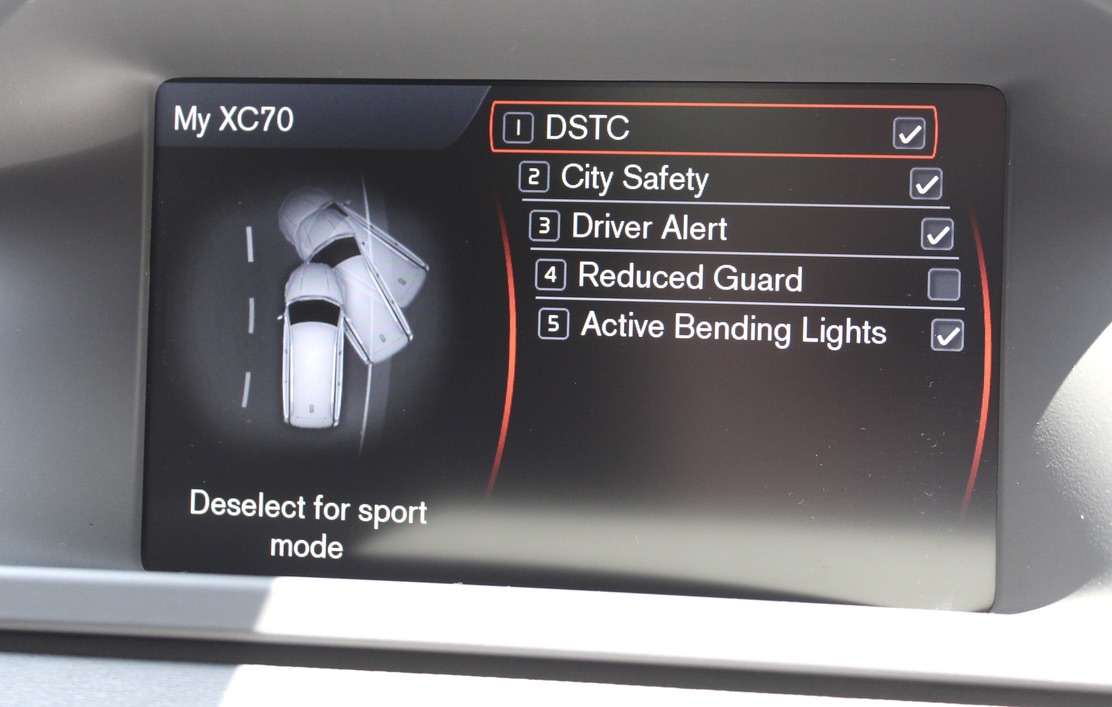 My XC70
1 DSTC
2 City Safety
3 Driver Alert
4 Reduced Guard
5 Active Bending Lights
Deselect for sport
mode